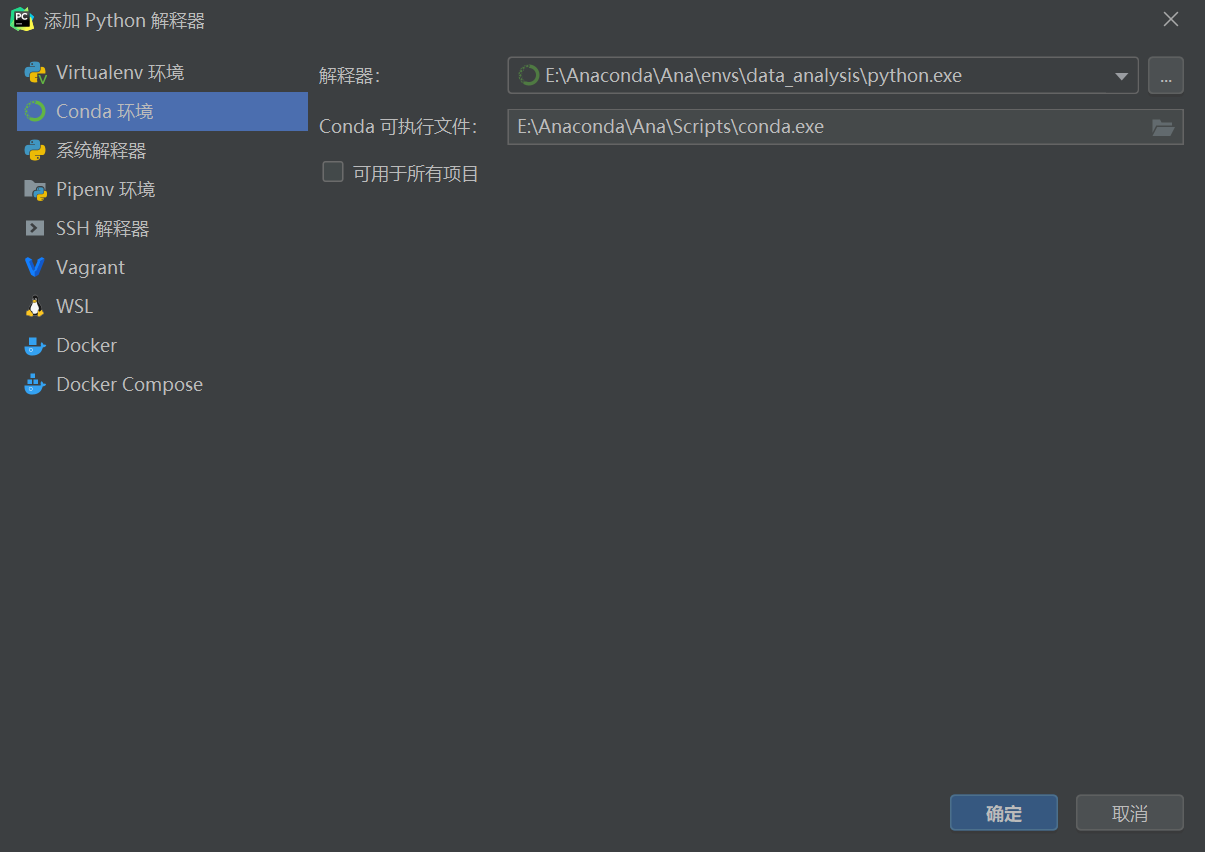 添加 Python 解释器
Virtualenv 环境
Conda 环境
系统解释器
Pipenv 环境
SSH 解释器
Vagrant
WSL
Docker
Docker Compose
解释器: E:\Anaconda\Ana\envs\data_analysis\python.exe ...
Conda 可执行文件: E:\Anaconda\Ana\Scripts\conda.exe
可用于所有项目
确定 取消